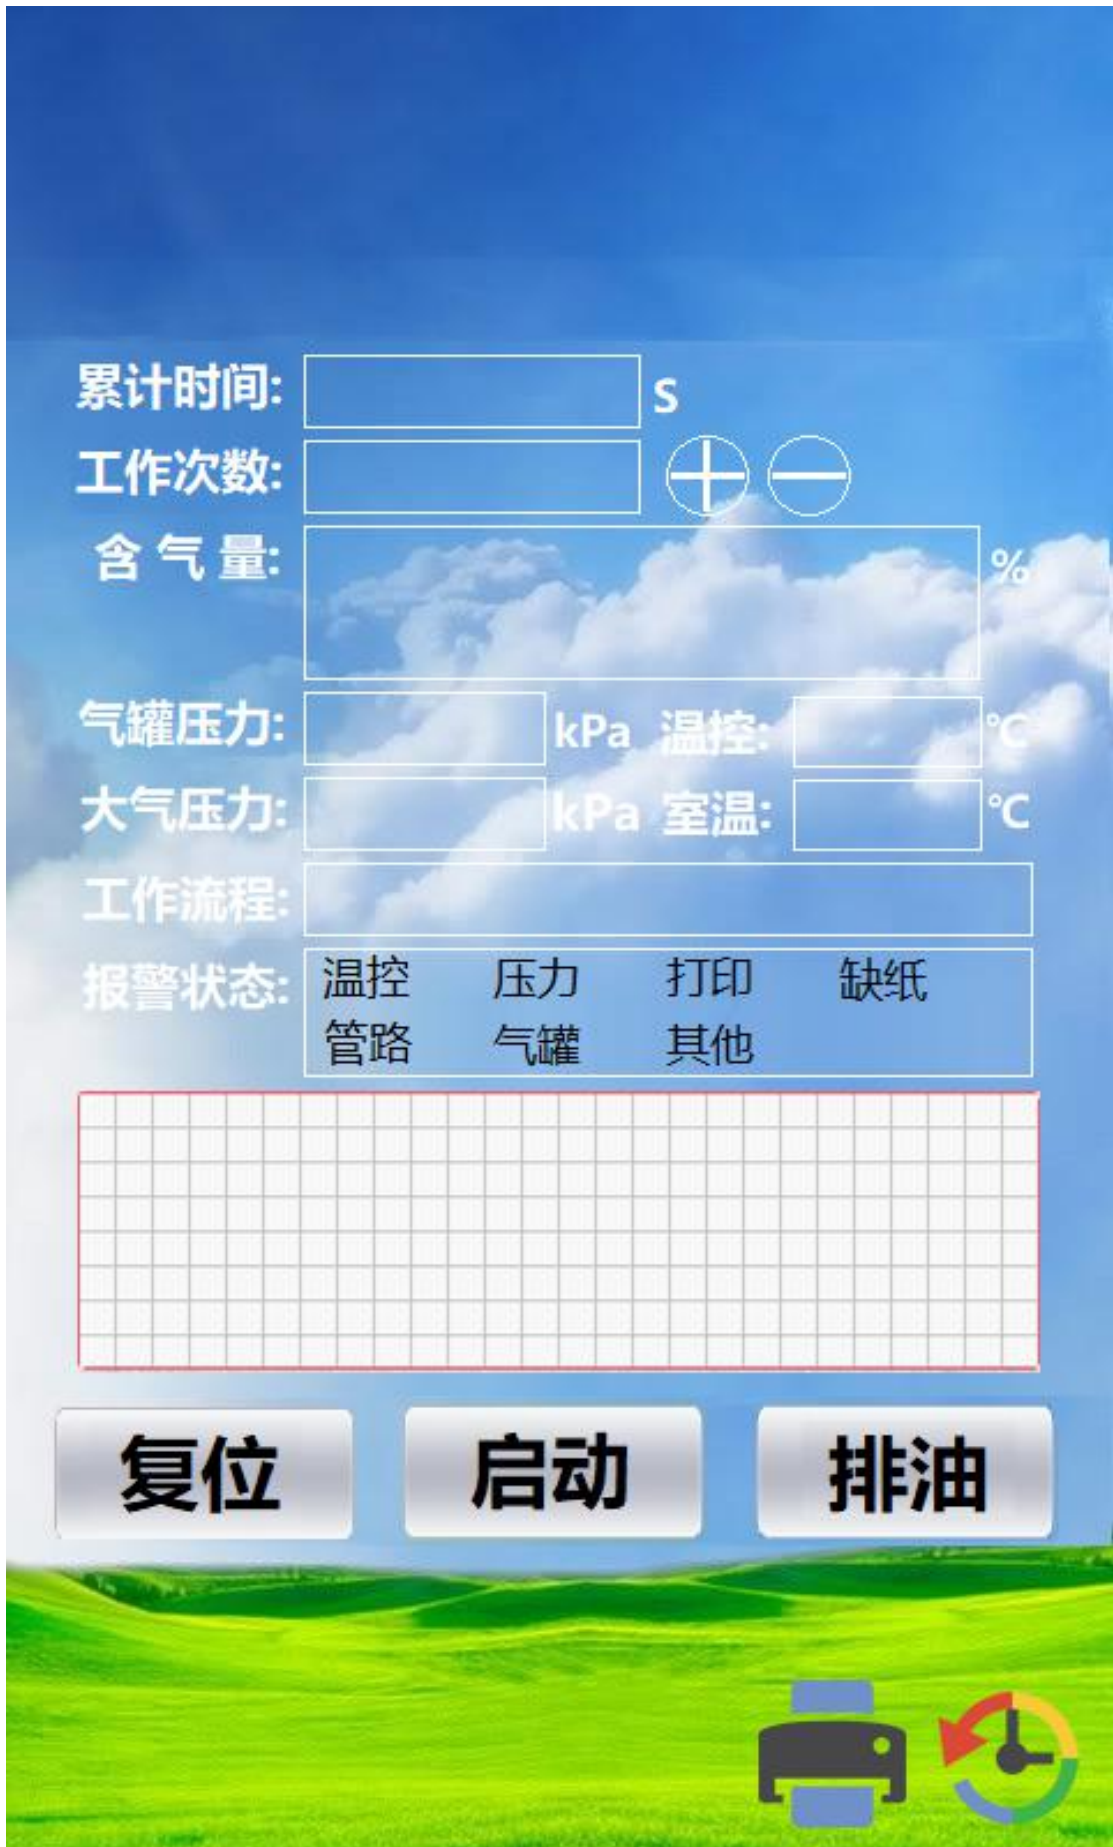 累计时间: S
工作次数:
含气量: %
气罐压力: kPa 温控: ℃
大气压力: kPa 室温: ℃
工作流程:
报警状态: 温控 压力 打印 缺纸
管路 气罐 其他
复位 启动 排油